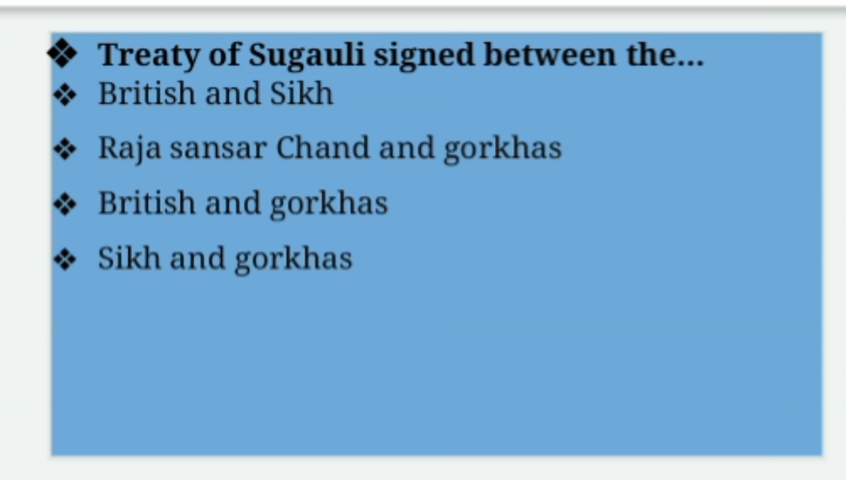 ❖ Treaty of Sugauli signed between the...
❖ British and Sikh
❖ Raja sansar Chand and gorkhas
❖ British and gorkhas
❖ Sikh and gorkhas